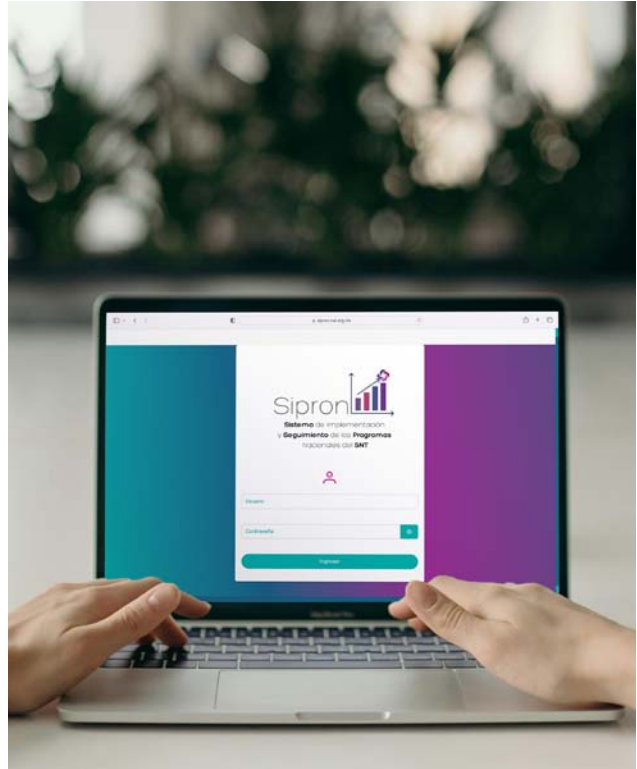 Sipron
Sistema de Implementación
y Seguimiento de los Programas
Nacionales del SNT
Usuario
Contraseña
Ingresar